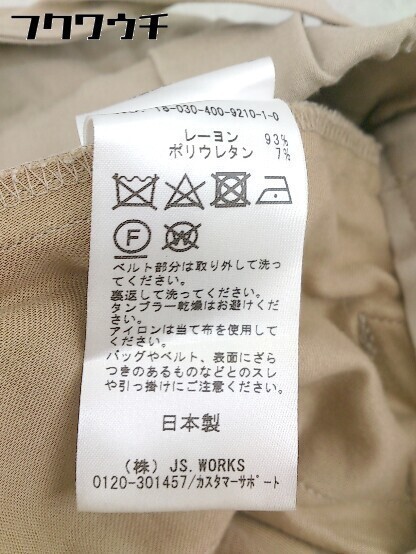 フクワウチ
18-030-400-9210-1-0
レーヨン 93%
ポリウレタン 7%
F W
ベルト部分は取り外して洗っ
てください。
裏返して洗ってください。
タンブラー乾燥はお避けくだ
さい。
アイロンは当て布を使用して
ください。
バッグやベルト、表面にざら
つきのあるものなどとのスレ
や引っ掛けにご注意ください。
日本製
(株) JS. WORKS
0120-301457/カスタマーサポート